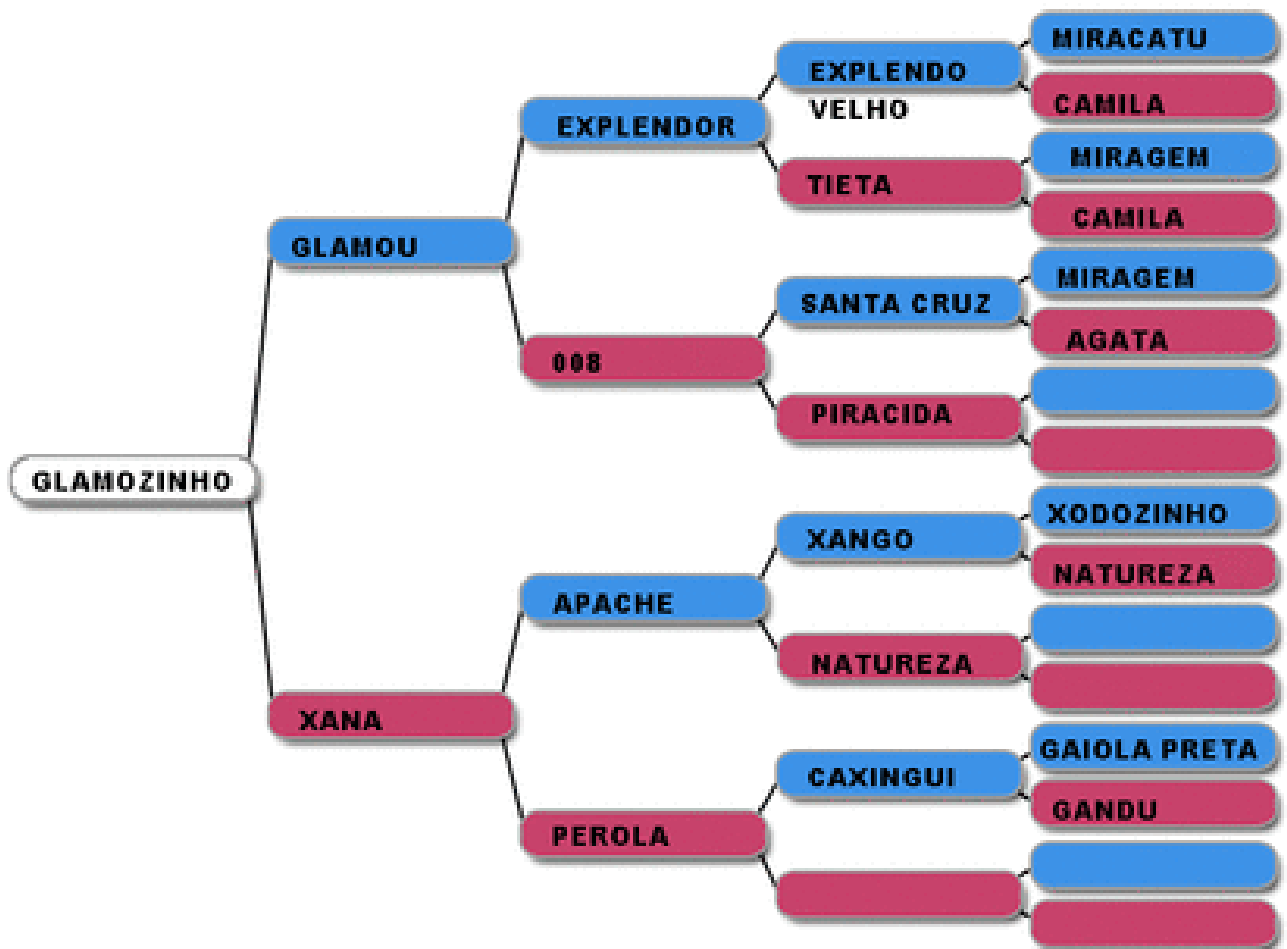 MIRACATU
EXPLENDO
VELHO
CAMILA
EXPLENDOR
MIRAGEM
TIETA
CAMILA
GLAMOU
MIRAGEM
SANTA CRUZ
AGATA
008
PIRACIDA
GLAMOZINHO
XODOZINHO
XANGO
NATUREZA
APACHE
NATUREZA
XANA
GAIOLA PRETA
CAXINGUI
GANDU
PEROLA